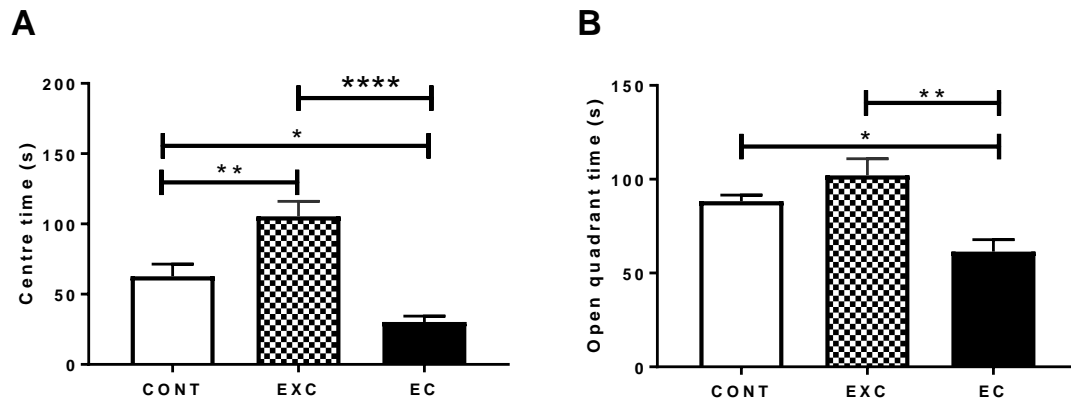 A
Centre time (s)
200
150
100
50
0
****
*
**
CONT EXC EC
B
Open quadrant time (s)
150
100
50
0
**
*
CONT EXC EC